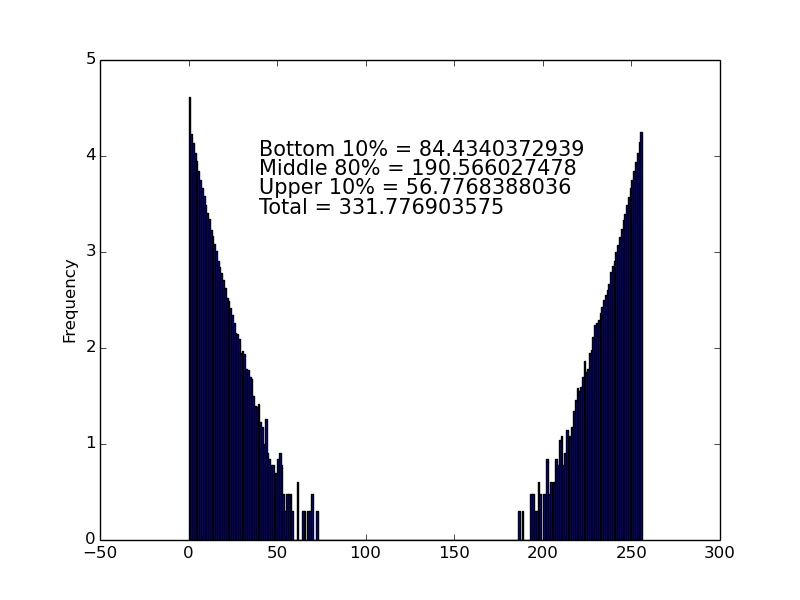 5
4
3
2
1
0
Frequency
Bottom 10% = 84.4340372939
Middle 80% = 190.566027478
Upper 10% = 56.7768388036
Total = 331.776903575
−50 0 50 100 150 200 250 300